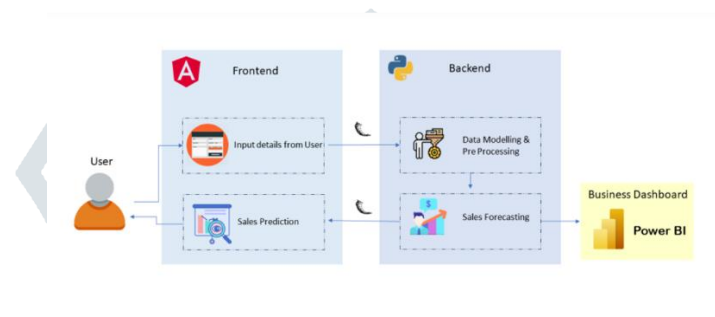 Frontend
Backend
Input details from User
Data Modelling &
Pre Processing
User
Sales Prediction
Sales Forecasting
Business Dashboard
Power BI